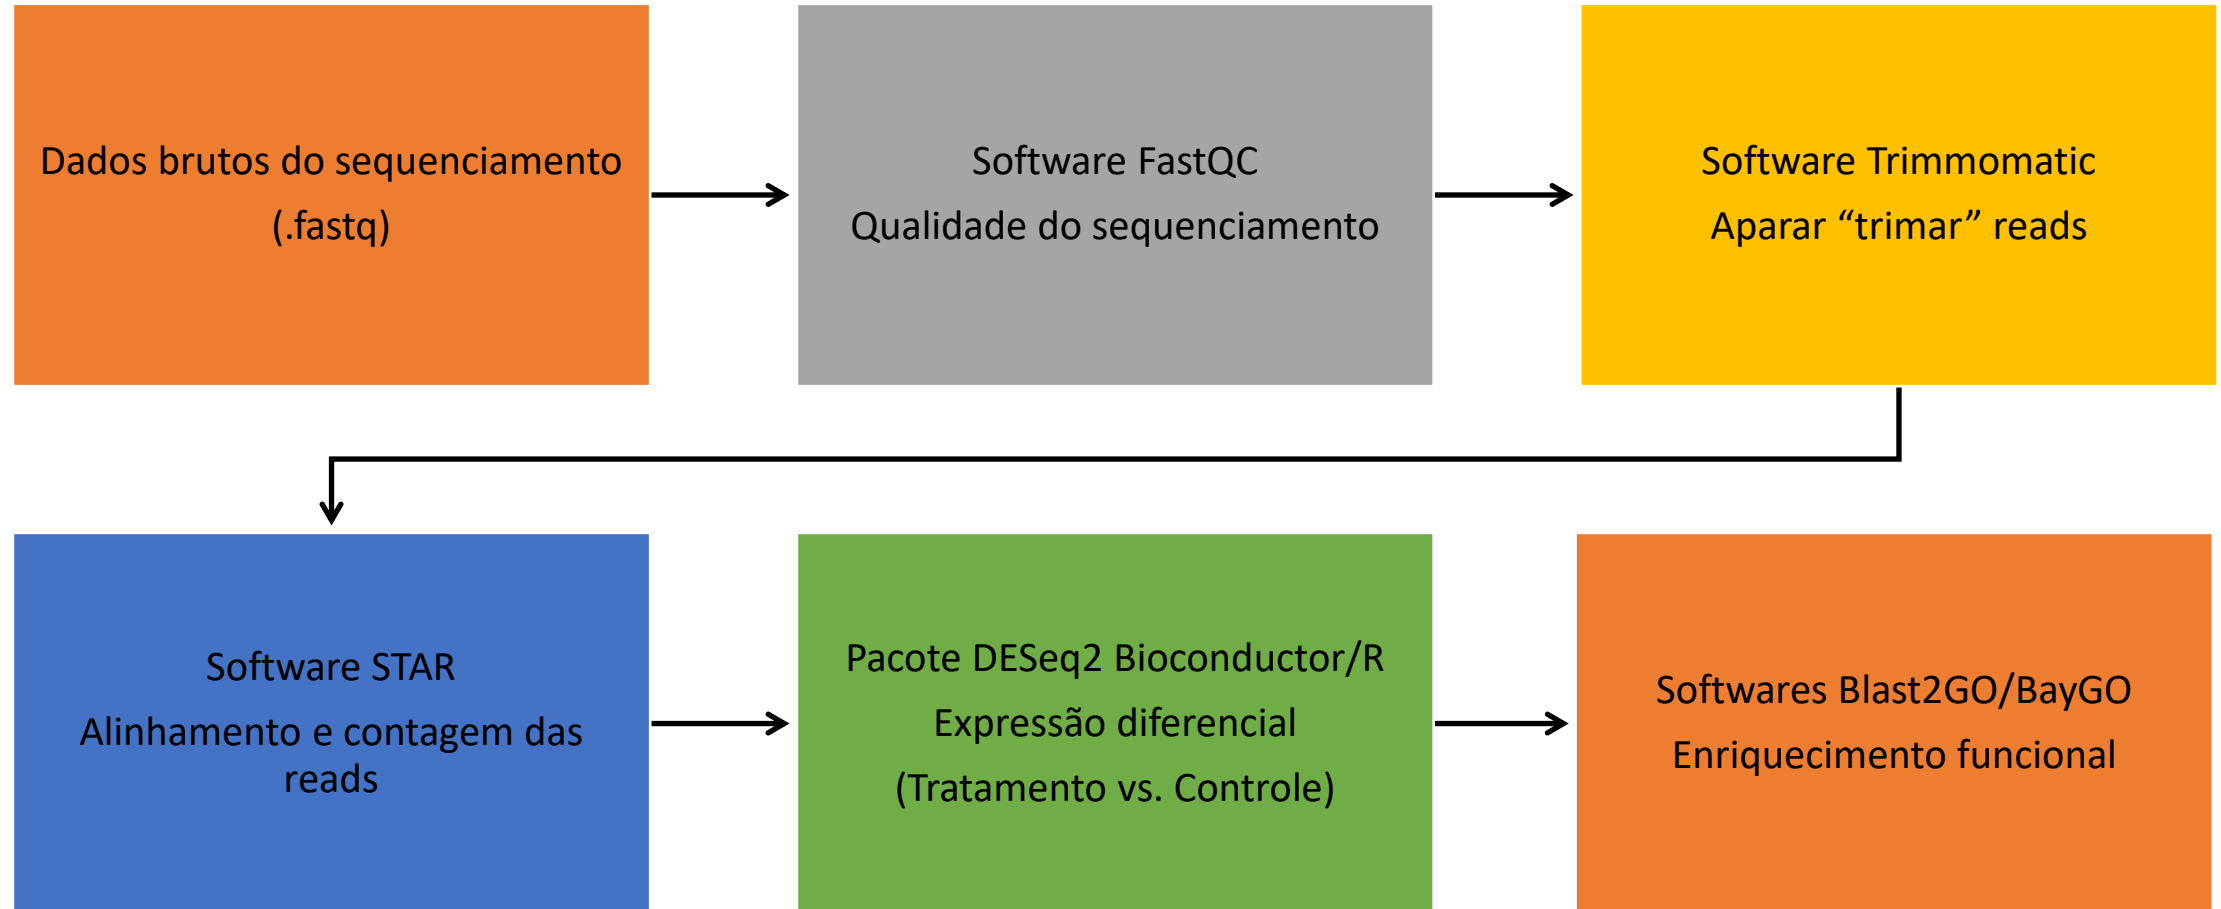 Dados brutos do sequenciamento
(.fastq)
Software FastQC
Qualidade do sequenciamento
Software Trimmomatic
Aparar “trimar” reads
Software STAR
Alinhamento e contagem das
reads
Pacote DESeq2 Bioconductor/R
Expressão diferencial
(Tratamento vs. Controle)
Softwares Blast2GO/BayGO
Enriquecimento funcional